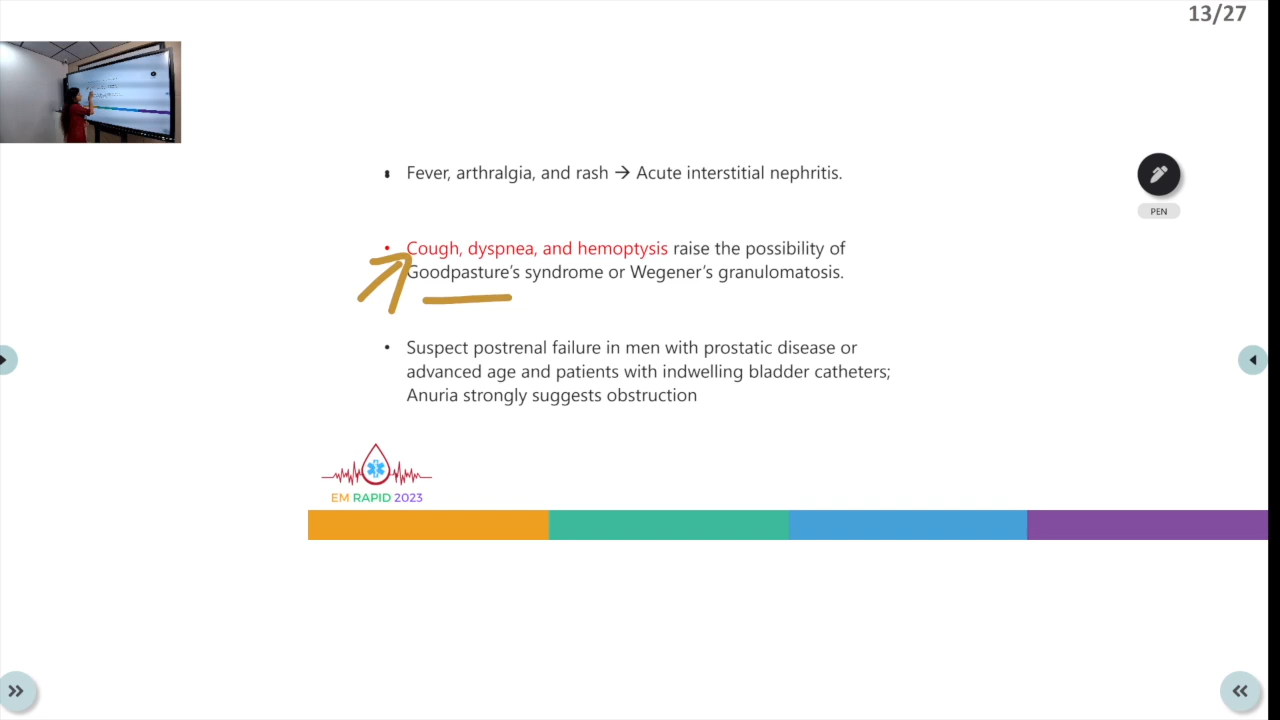 13/27
• Fever, arthralgia, and rash → Acute interstitial nephritis.
PEN
• Cough, dyspnea, and hemoptysis raise the possibility of
Goodpasture's syndrome or Wegener's granulomatosis.
• Suspect postrenal failure in men with prostatic disease or
advanced age and patients with indwelling bladder catheters;
Anuria strongly suggests obstruction
EM RAPID 2023